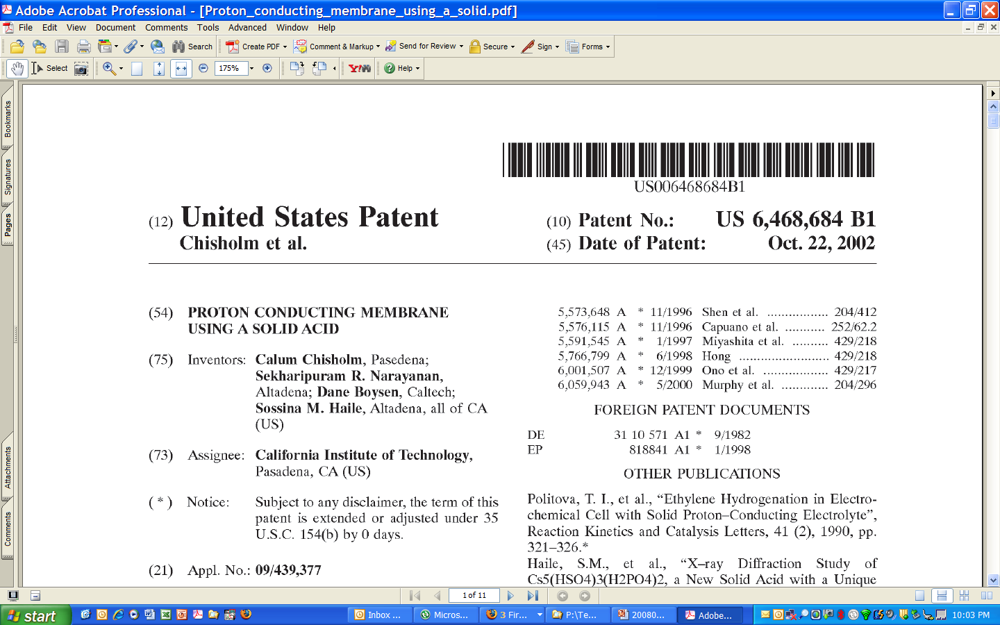 Adobe Acrobat Professional - [Proton_conducting_membrane_using_a_solid.pdf]
File Edit View Document Comments Tools Advanced Window Help
Search Create PDF Comment & Markup Send for Review Secure Sign Forms
Select 175% Y! Help
Bookmarks
Signatures
Pages
Attachments
Comments
US006468684B1
(12) United States Patent
Chisholm et al.
(10) Patent No.: US 6,468,684 B1
(45) Date of Patent: Oct. 22, 2002
(54) PROTON CONDUCTING MEMBRANE
USING A SOLID ACID
(75) Inventors: Calum Chisholm, Pasedena;
Sekharipuram R. Narayanan,
Altadena; Dane Boysen, Caltech;
Sossina M. Haile, Altadena, all of CA
(US)
(73) Assignee: California Institute of Technology,
Pasadena, CA (US)
( * ) Notice: Subject to any disclaimer, the term of this
patent is extended or adjusted under 35
U.S.C. 154(b) by 0 days.
(21) Appl. No.: 09/439,377
5,573,648 A * 11/1996 Shen et al. ................ 204/412
5,576,115 A * 11/1996 Capuano et al. ........... 252/62.2
5,591,545 A * 1/1997 Miyashita et al. .......... 429/218
5,766,799 A * 6/1998 Hong ......................... 429/218
6,001,507 A * 12/1999 Ono et al. .................. 429/217
6,059,943 A * 5/2000 Murphy et al. ............. 204/296
FOREIGN PATENT DOCUMENTS
DE 31 10 571 A1 * 9/1982
EP 818841 A1 * 1/1998
OTHER PUBLICATIONS
Politova, T. I., et al., “Ethylene Hydrogenation in Electro-
chemical Cell with Solid Proton–Conducting Electrolyte”,
Reaction Kinetics and Catalysis Letters, 41 (2), 1990, pp.
321–326.*
Haile, S.M., et al., “X–ray Diffraction Study of
Cs5(HSO4)3(H2PO4)2, a New Solid Acid with a Unique
1 of 11
start Inbox ... Micros... 3 Fir... P:\Te... 20080... Adobe... 10:03 PM